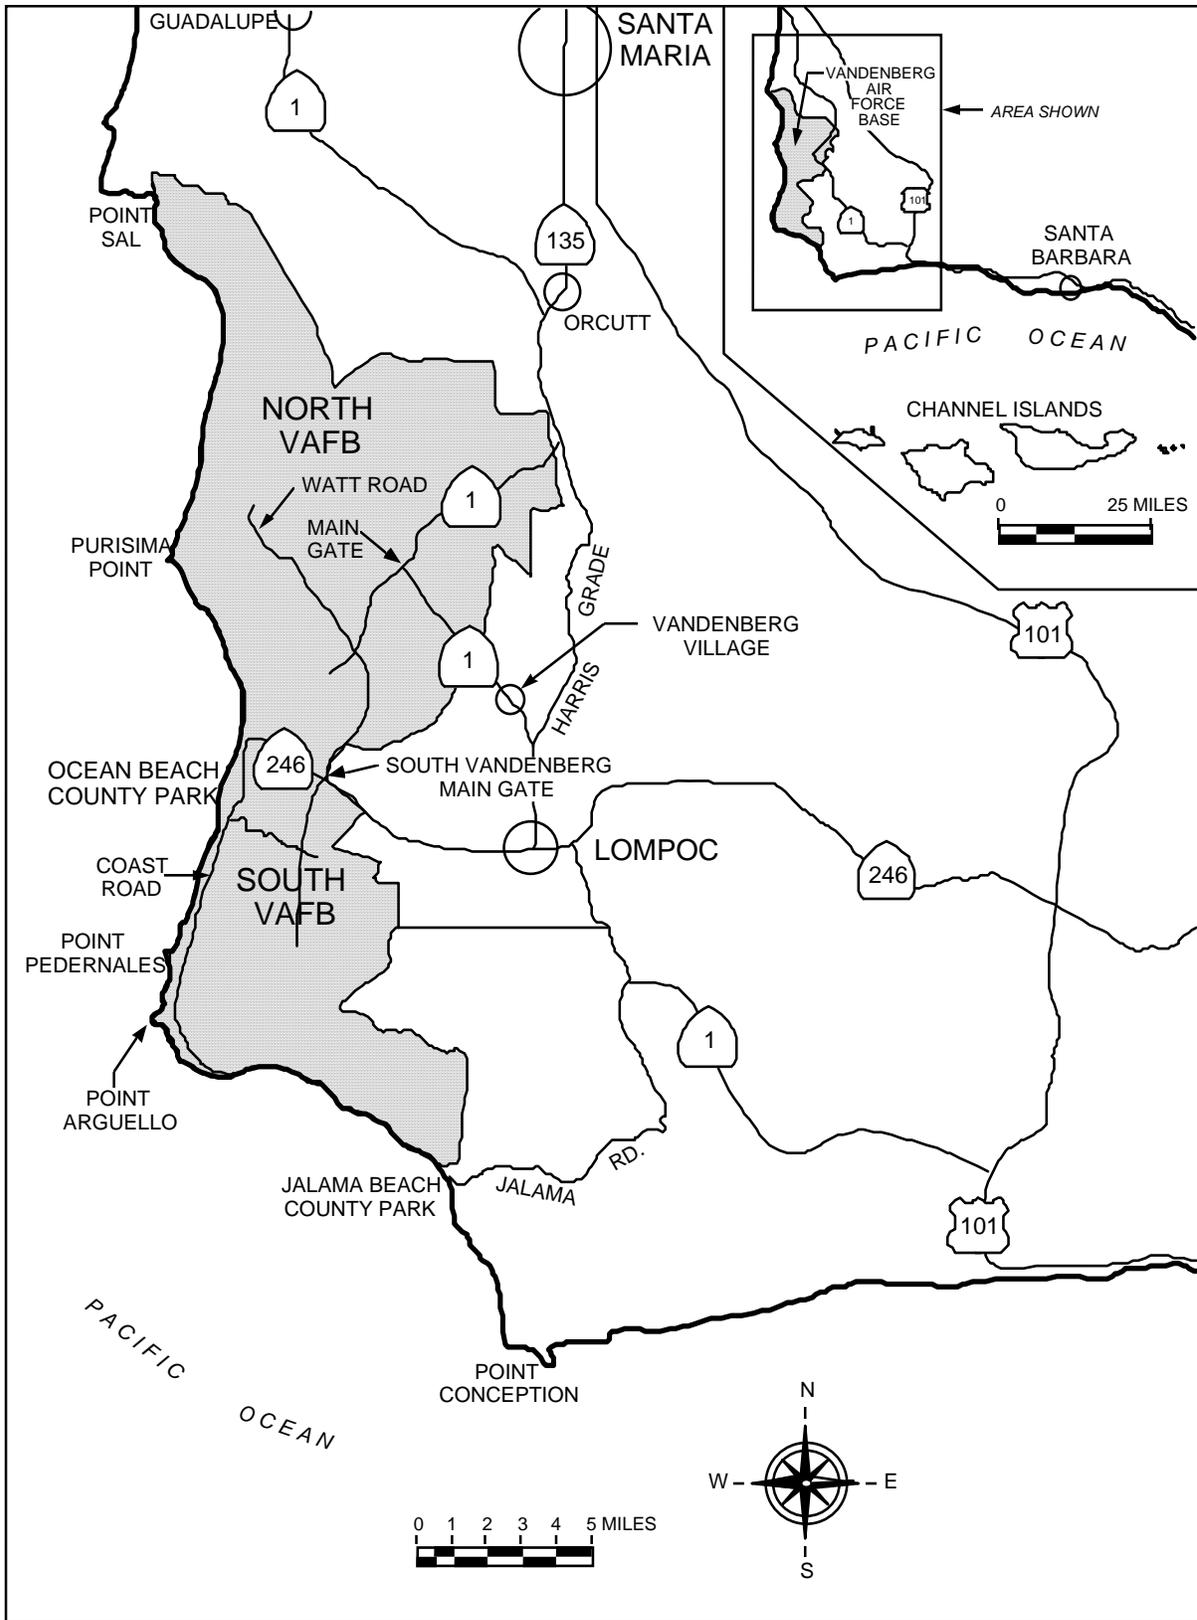 GUADALUPE
SANTA
MARIA
1
VANDENBERG
AIR
FORCE
BASE
AREA SHOWN
101
1
POINT
SAL
135
SANTA
BARBARA
ORCUTT
PACIFIC OCEAN
NORTH
VAFB
CHANNEL ISLANDS
WATT ROAD
1
0 25 MILES
MAIN
GATE
PURISIMA
POINT
GRADE
HARRIS
VANDENBERG
VILLAGE
101
1
246
OCEAN BEACH
COUNTY PARK
SOUTH VANDENBERG
MAIN GATE
LOMPOC
COAST
ROAD
SOUTH
VAFB
246
POINT
PEDERNALES
1
POINT
ARGUELLO
JALAMA RD.
JALAMA BEACH
COUNTY PARK
101
PACIFIC OCEAN
POINT
CONCEPTION
N
W E
S
0 1 2 3 4 5 MILES